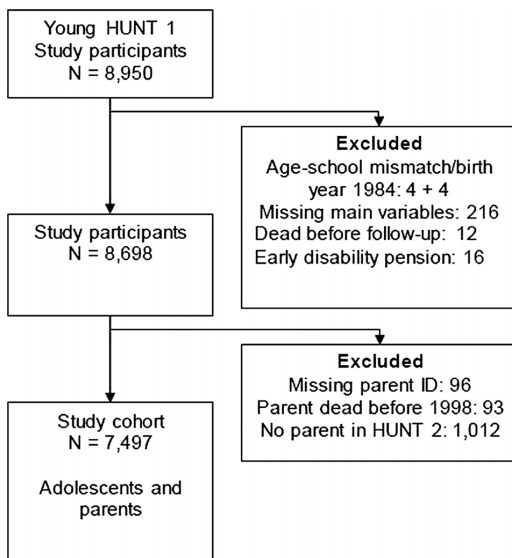 Young HUNT 1
Study participants
N = 8,950
Excluded
Age-school mismatch/birth
year 1984: 4 + 4
Missing main variables: 216
Dead before follow-up: 12
Early disability pension: 16
Study participants
N = 8,698
Excluded
Missing parent ID: 96
Parent dead before 1998: 93
No parent in HUNT 2: 1,012
Study cohort
N = 7,497
Adolescents and
parents